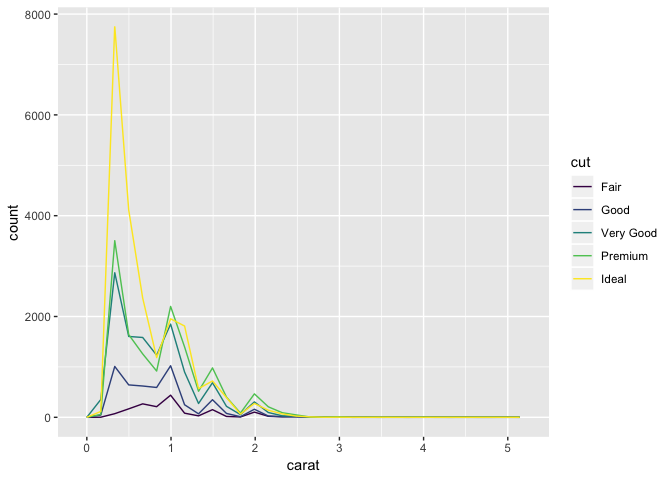 8000
6000
4000
2000
0
count
0 1 2 3 4 5
carat
cut
Fair
Good
Very Good
Premium
Ideal